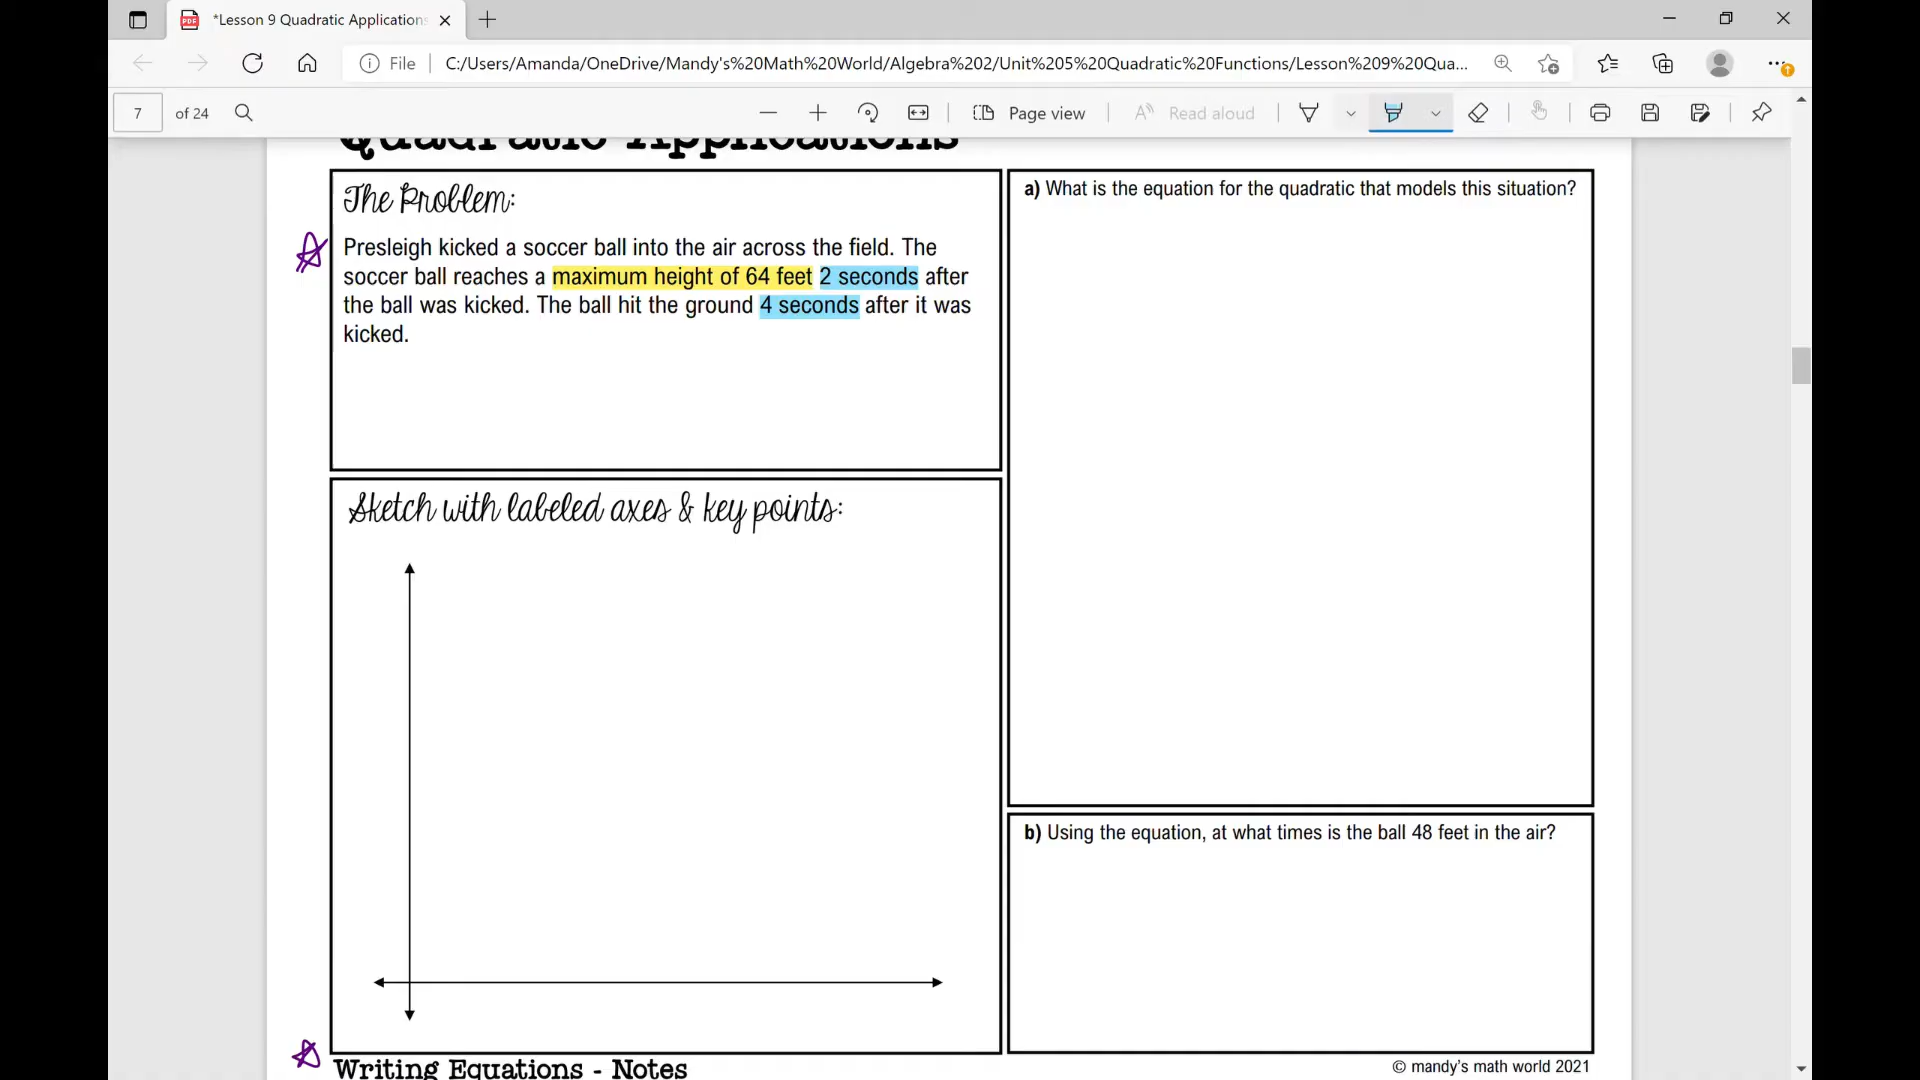 *Lesson 9 Quadratic Applications
File
C:/Users/Amanda/OneDrive/Mandy's%20Math%20World/Algebra%202/Unit%205%20Quadratic%20Functions/Lesson%209%20Qua...
7
of 24
Page view
Read aloud
Quadratic Applications
The Problem:
Presleigh kicked a soccer ball into the air across the field. The
soccer ball reaches a maximum height of 64 feet 2 seconds after
the ball was kicked. The ball hit the ground 4 seconds after it was
kicked.
Sketch with labeled axes & key points:
a) What is the equation for the quadratic that models this situation?
b) Using the equation, at what times is the ball 48 feet in the air?
Writing Equations - Notes
© mandy's math world 2021